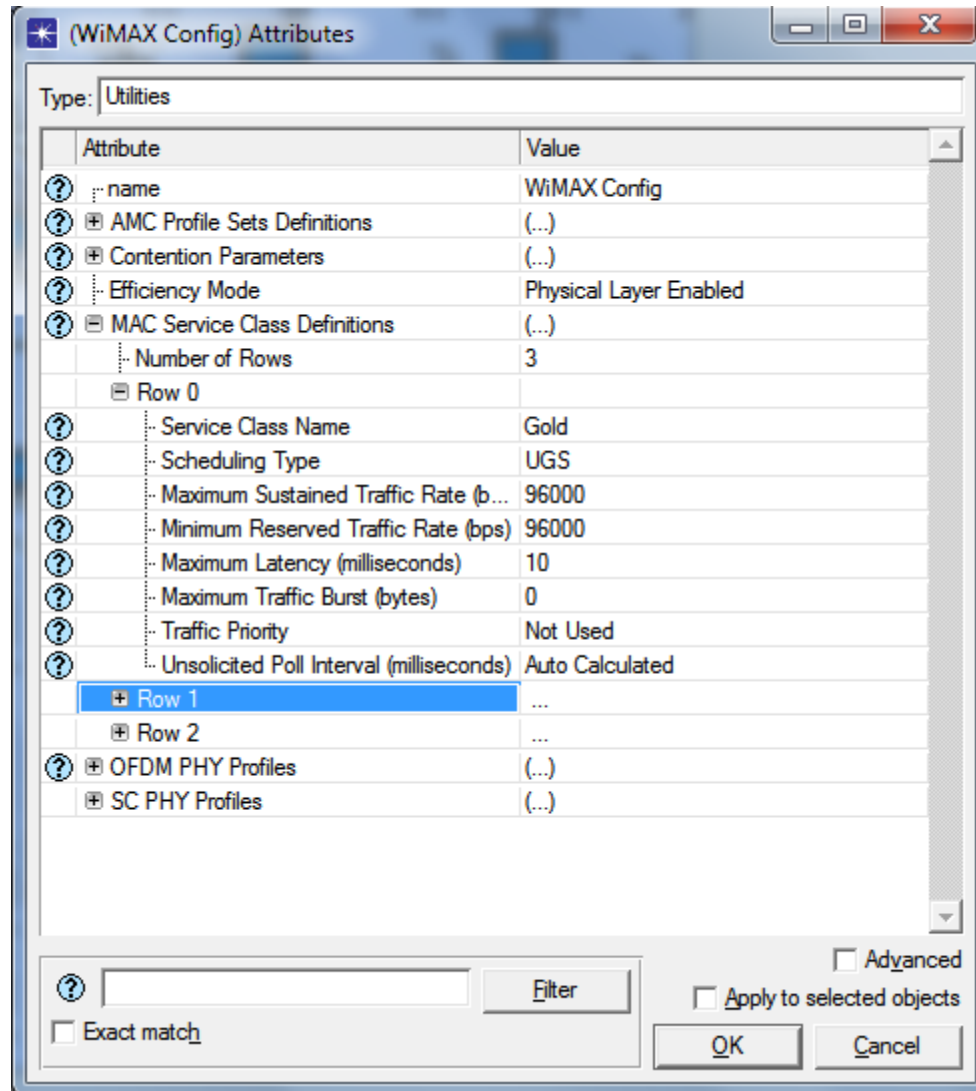 (WiMAX Config) Attributes
Type: Utilities
Attribute Value
? name WiMAX Config
? AMC Profile Sets Definitions (...)
? Contention Parameters (...)
? Efficiency Mode Physical Layer Enabled
? MAC Service Class Definitions (...)
Number of Rows 3
Row 0
? Service Class Name Gold
? Scheduling Type UGS
? Maximum Sustained Traffic Rate (b... 96000
? Minimum Reserved Traffic Rate (bps) 96000
? Maximum Latency (milliseconds) 10
? Maximum Traffic Burst (bytes) 0
? Traffic Priority Not Used
? Unsolicited Poll Interval (milliseconds) Auto Calculated
Row 1 ...
Row 2 ...
? OFDM PHY Profiles (...)
SC PHY Profiles (...)
Advanced
? Filter
Apply to selected objects
Exact match
OK Cancel